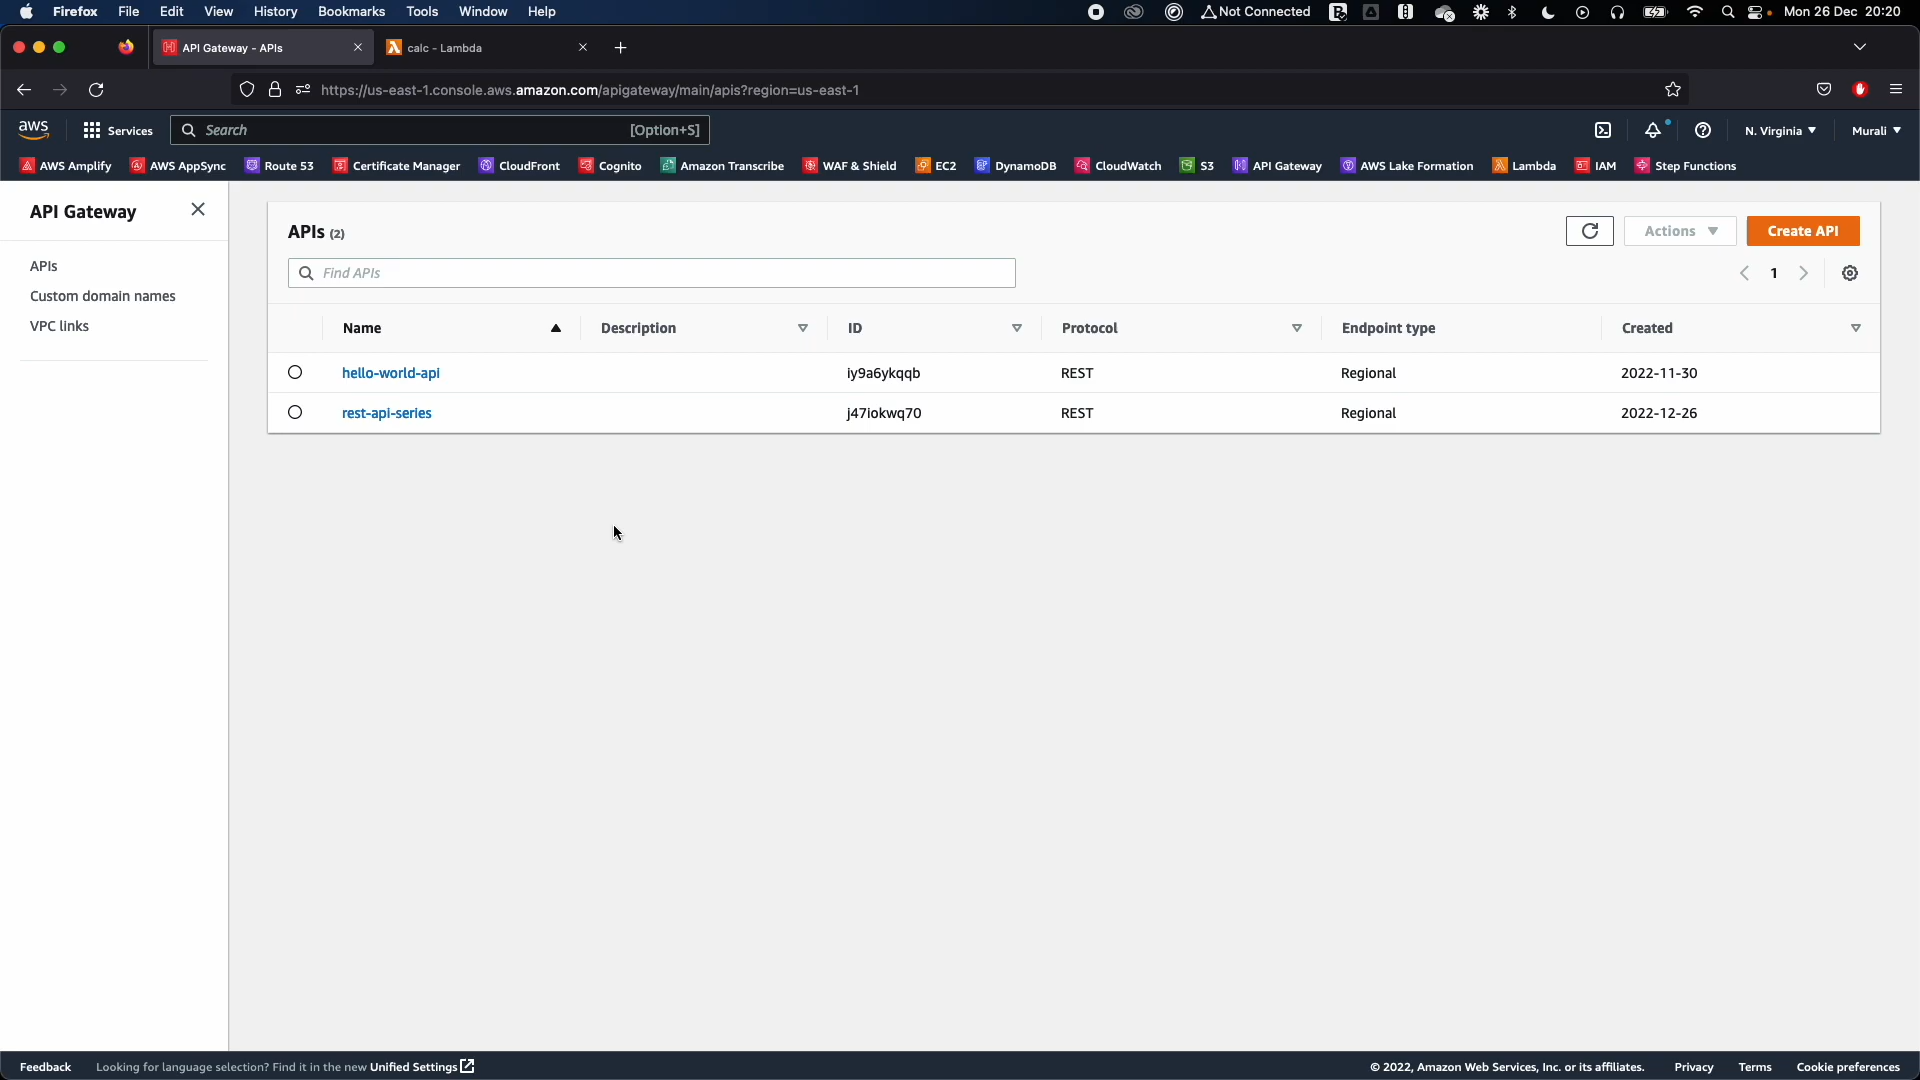 Firefox File Edit View History Bookmarks Tools Window Help Not Connected Mon 26 Dec 20:20
API Gateway - APIs calc - Lambda
https://us-east-1.console.aws.amazon.com/apigateway/main/apis?region=us-east-1
aws Services Search [Option+S] N. Virginia Murali
AWS Amplify AWS AppSync Route 53 Certificate Manager CloudFront Cognito Amazon Transcribe WAF & Shield EC2 DynamoDB CloudWatch S3 API Gateway AWS Lake Formation Lambda IAM Step Functions
API Gateway
APIs
Custom domain names
VPC links
APIs (2) Actions Create API
Find APIs 1
Name Description ID Protocol Endpoint type Created
hello-world-api iy9a6ykqqb REST Regional 2022-11-30
rest-api-series j47iokwq70 REST Regional 2022-12-26
Feedback Looking for language selection? Find it in the new Unified Settings © 2022, Amazon Web Services, Inc. or its affiliates. Privacy Terms Cookie preferences